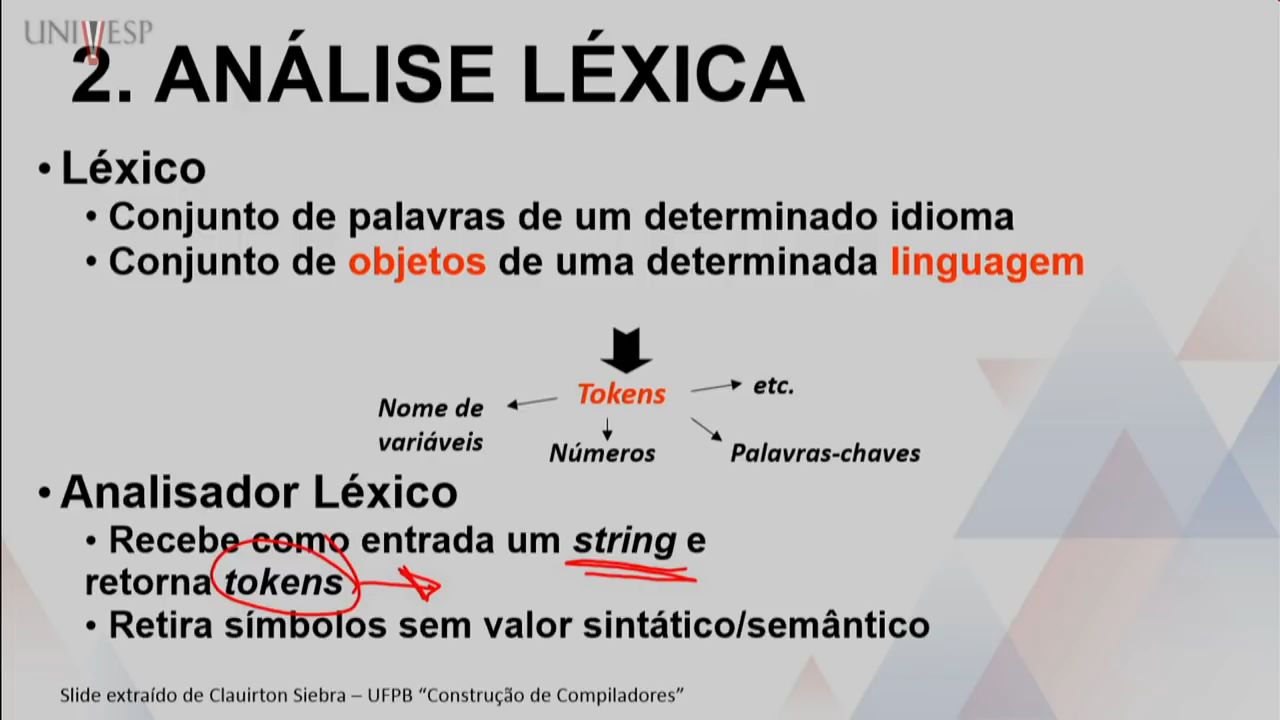 UNIVESP
2. ANÁLISE LÉXICA
• Léxico
• Conjunto de palavras de um determinado idioma
• Conjunto de objetos de uma determinada linguagem
Tokens
etc.
Nome de
variáveis
Números
Palavras-chaves
• Analisador Léxico
• Recebe como entrada um string e
retorna tokens
• Retira símbolos sem valor sintático/semântico
Slide extraído de Clauirton Siebra – UFPB “Construção de Compiladores”